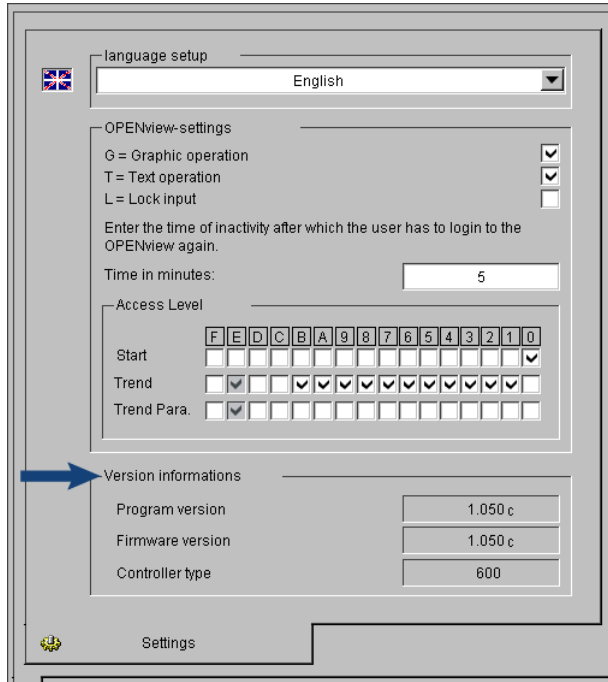 language setup
English
OPENview-settings
G = Graphic operation
T = Text operation
L = Lock input
Enter the time of inactivity after which the user has to login to the
OPENview again.
Time in minutes:
5
Access Level
F E D C B A 9 8 7 6 5 4 3 2 1 0
Start
Trend
Trend Para.
Version informations
Program version 1.050 c
Firmware version 1.050 c
Controller type 600
Settings